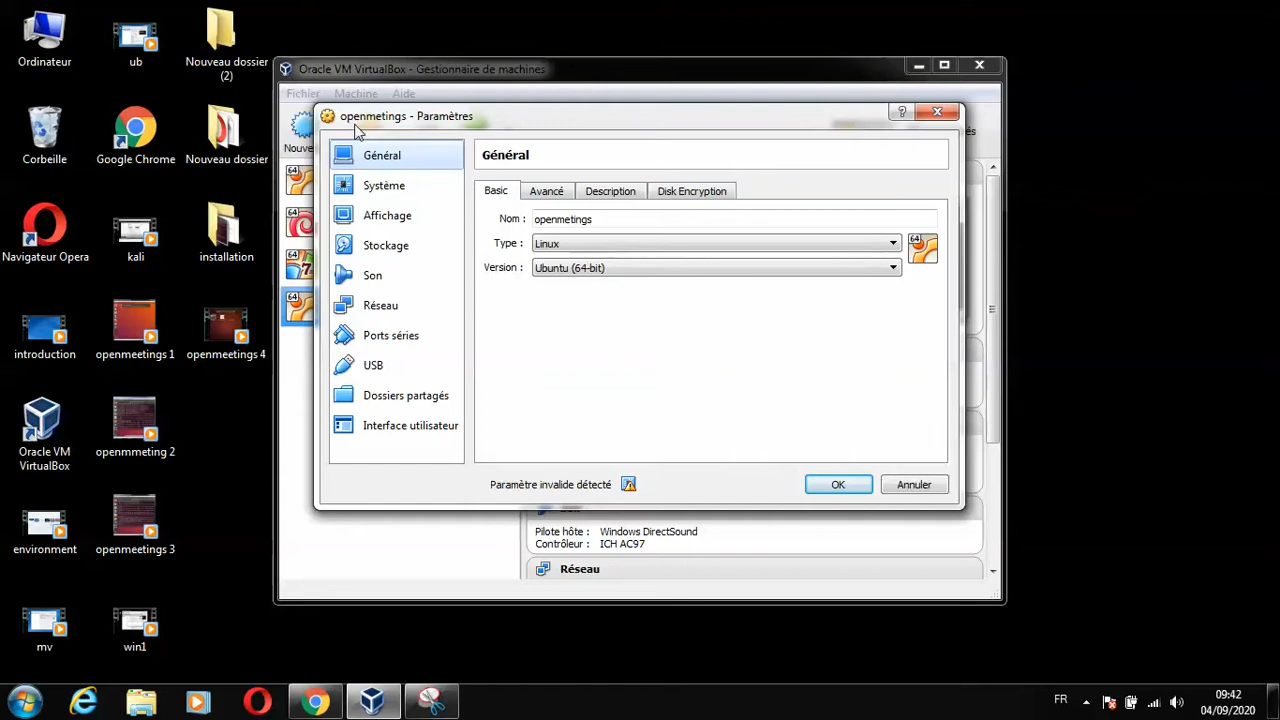 Ordinateur
ub
Nouveau dossier
(2)
Corbeille
Google Chrome
Nouveau dossier
Navigateur Opera
kali
installation
introduction
openmeetings 1
openmeetings 4
Oracle VM
VirtualBox
openmmeting 2
environment
openmeetings 3
mv
win1
Oracle VM VirtualBox - Gestionnaire de machines
Fichier
Machine
Aide
openmetings - Paramètres
Général
Système
Affichage
Stockage
Son
Réseau
Ports séries
USB
Dossiers partagés
Interface utilisateur
Général
Basic
Avancé
Description
Disk Encryption
Nom :
openmetings
Type :
Linux
64
Version :
Ubuntu (64-bit)
Paramètre invalide détecté
OK
Annuler
Pilote hôte : Windows DirectSound
Contrôleur : ICH AC97
Réseau
FR
09:42
04/09/2020